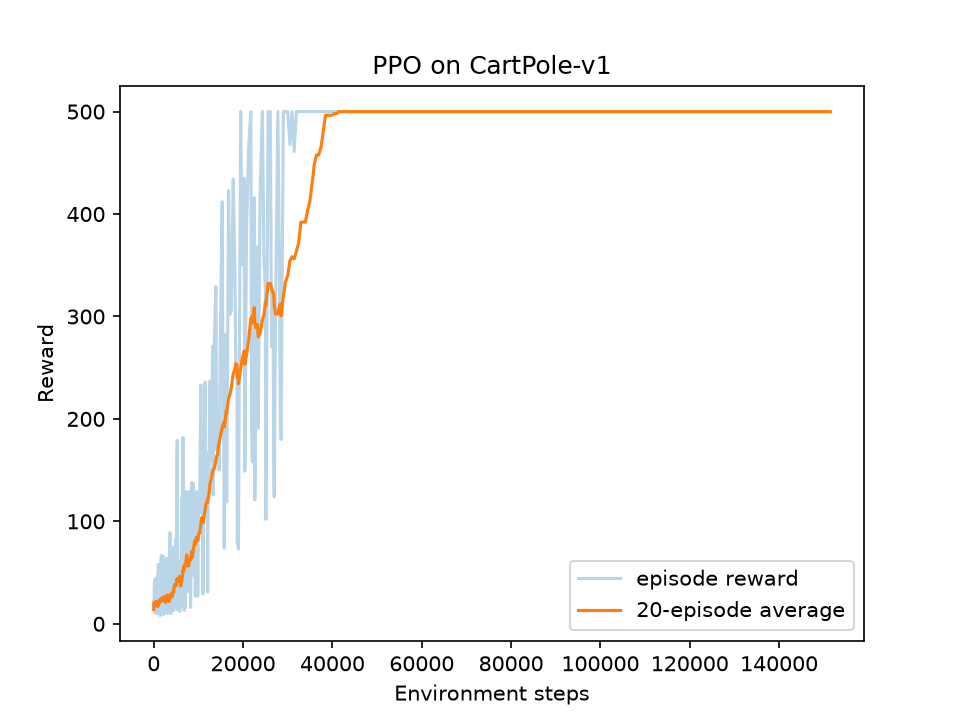 PPO on CartPole-v1
500
400
300
200
100
0
Reward
0
20000
40000
60000
80000
100000
120000
140000
Environment steps
episode reward
20-episode average